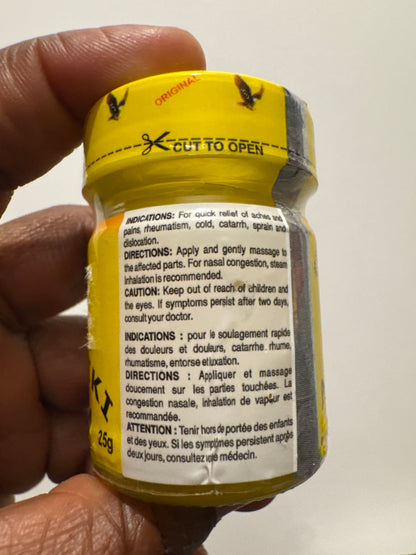 ORIGINAL
CUT TO OPEN
INDICATIONS: For quick relief of aches and
pains, rheumatism, cold, catarrh, sprain and
dislocation.
DIRECTIONS: Apply and gently massage to
the affected parts. For nasal congestion, steam
inhalation is recommended.
CAUTION: Keep out of reach of children and
the eyes. If symptoms persist after two days,
consult your doctor.
INDICATIONS : pour le soulagement rapide
des douleurs et douleurs, catarrhe. rhume,
rhumatisme, entorse et luxation.
DIRECTIONS : Appliquer et massage
doucement sur les parties touchées. La
congestion nasale, inhalation de vapeur est
recommandée.
ATTENTION : Tenir hors de portée des enfants
et des yeux. Si les symptômes persistent après
deux jours, consultez le médecin.
KI
25g